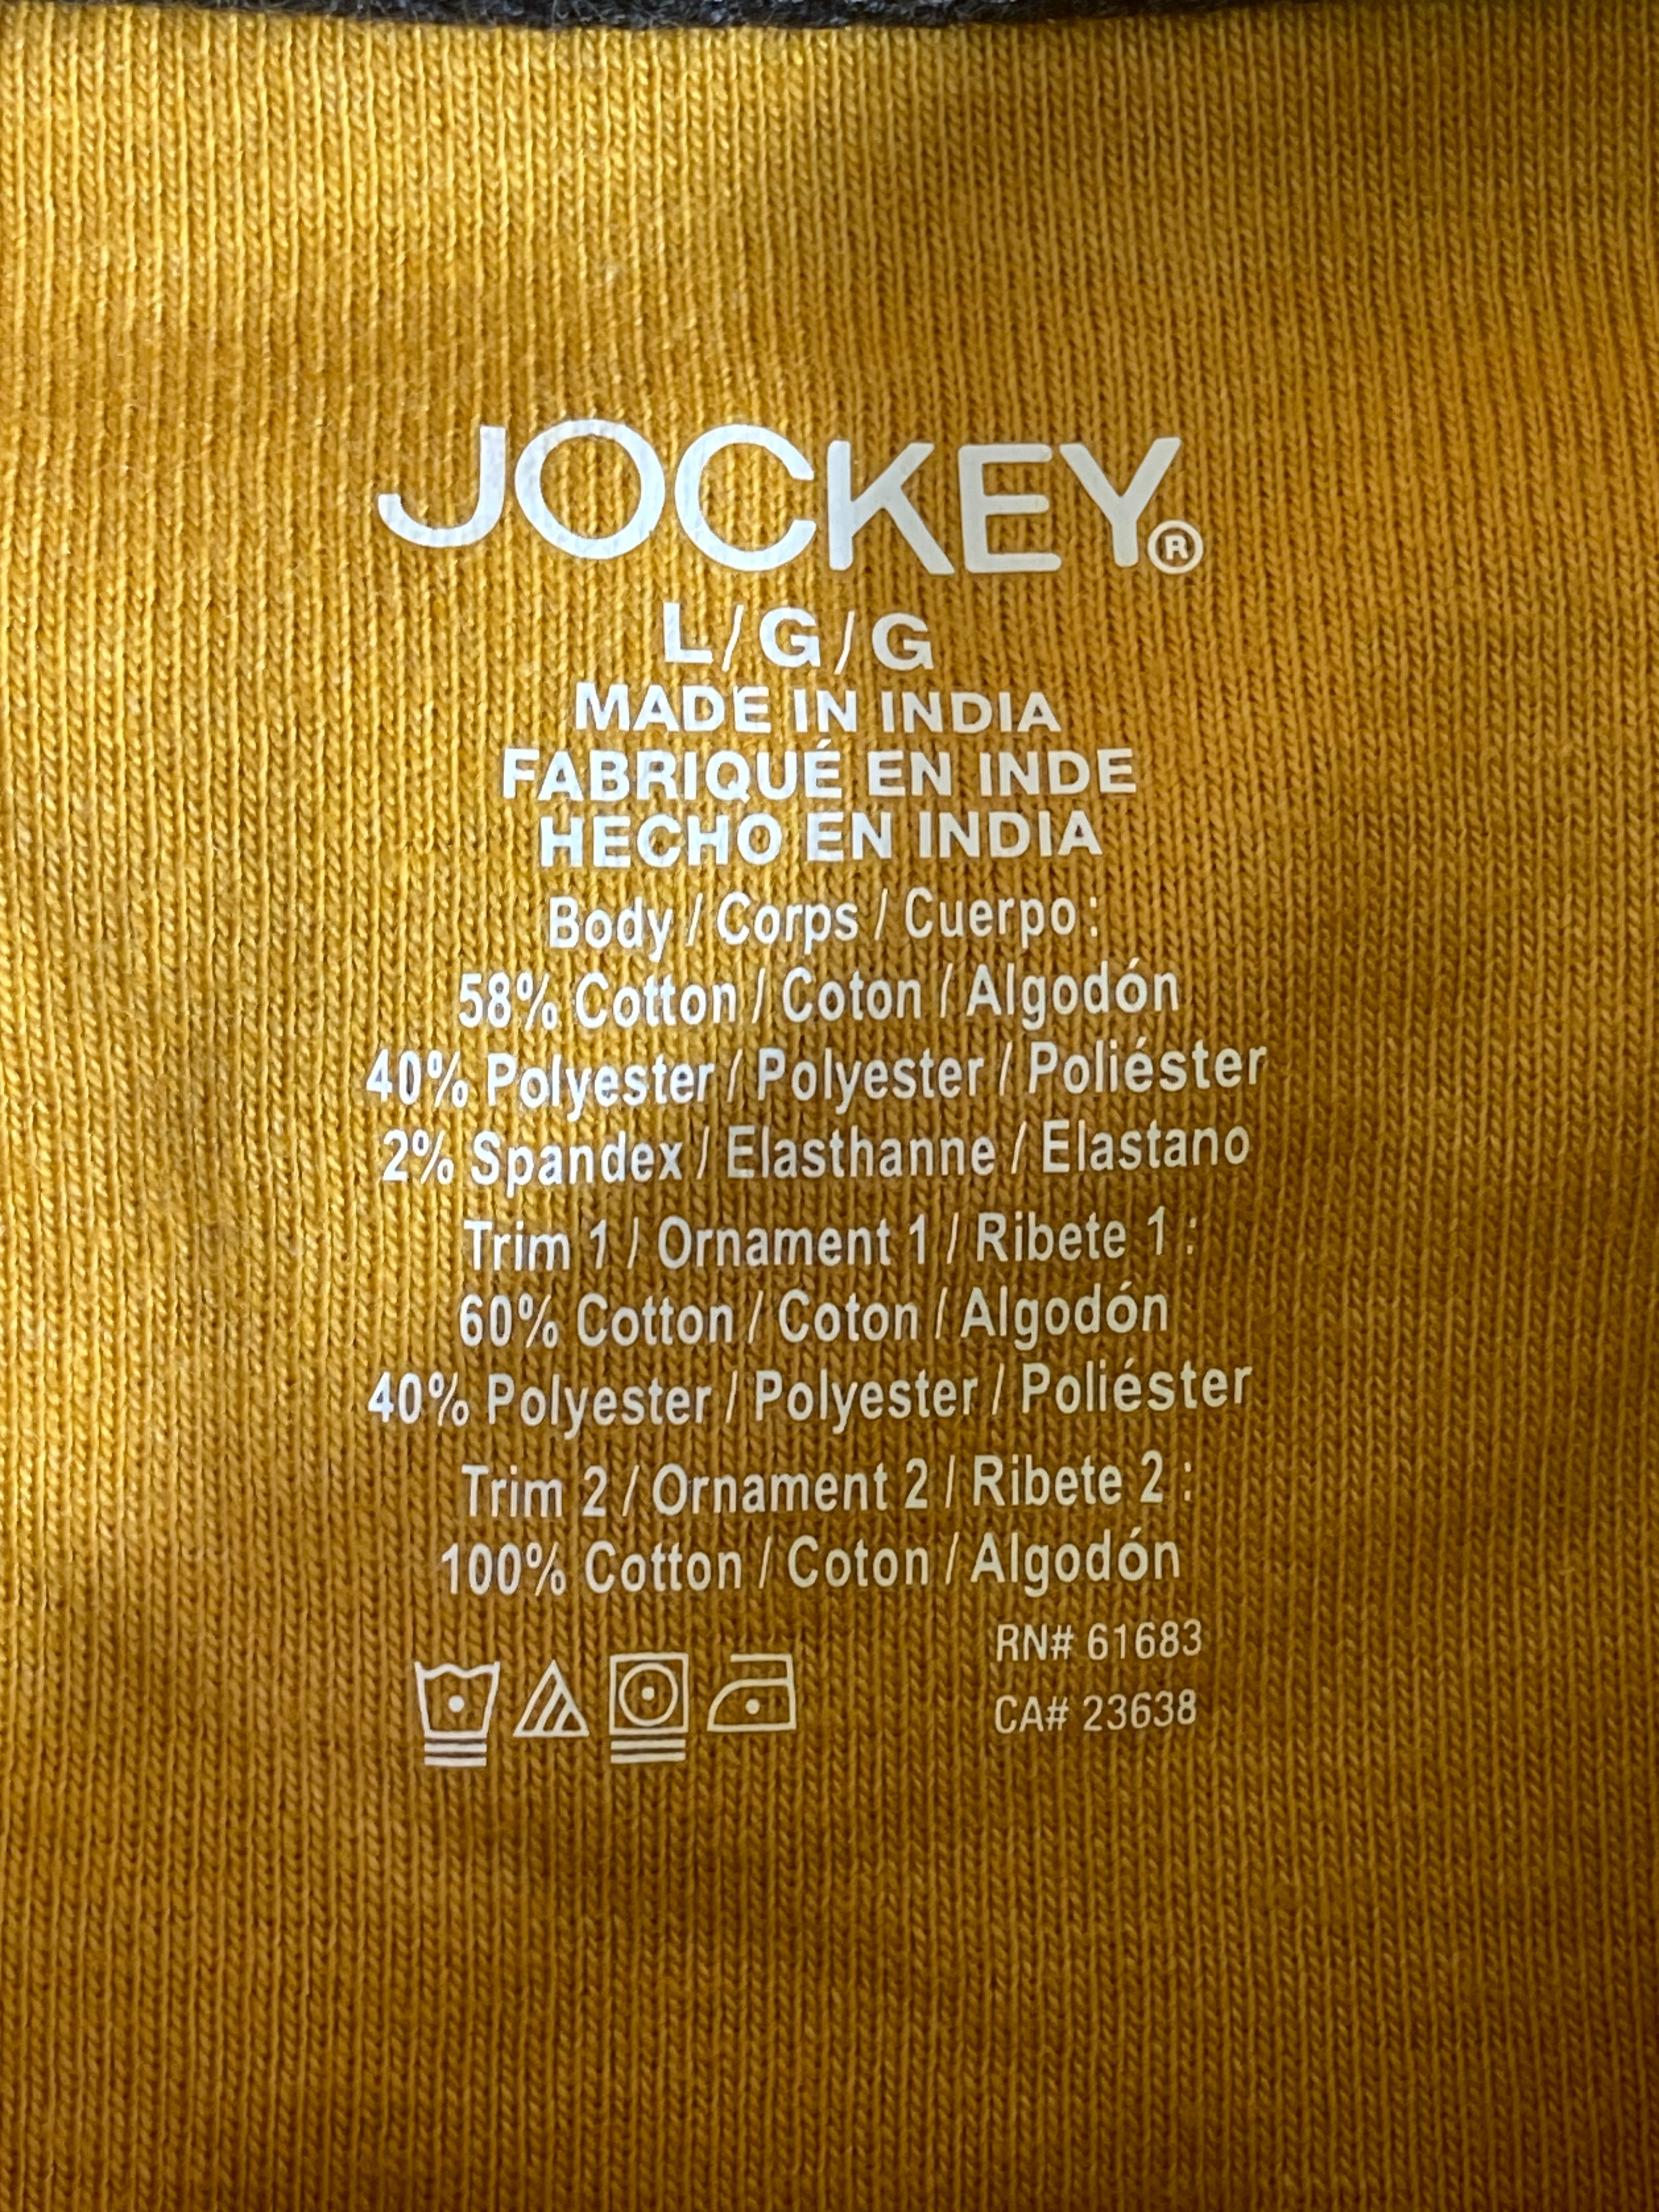 JOCKEY®
L/G/G
MADE IN INDIA
FABRIQUÉ EN INDE
HECHO EN INDIA
Body / Corps / Cuerpo :
58% Cotton / Coton / Algodón
40% Polyester / Polyester / Poliéster
2% Spandex / Elasthanne / Elastano
Trim 1 / Ornament 1 / Ribete 1 :
60% Cotton / Coton / Algodón
40% Polyester / Polyester / Poliéster
Trim 2 / Ornament 2 / Ribete 2 :
100% Cotton / Coton / Algodón
RN# 61683
CA# 23638